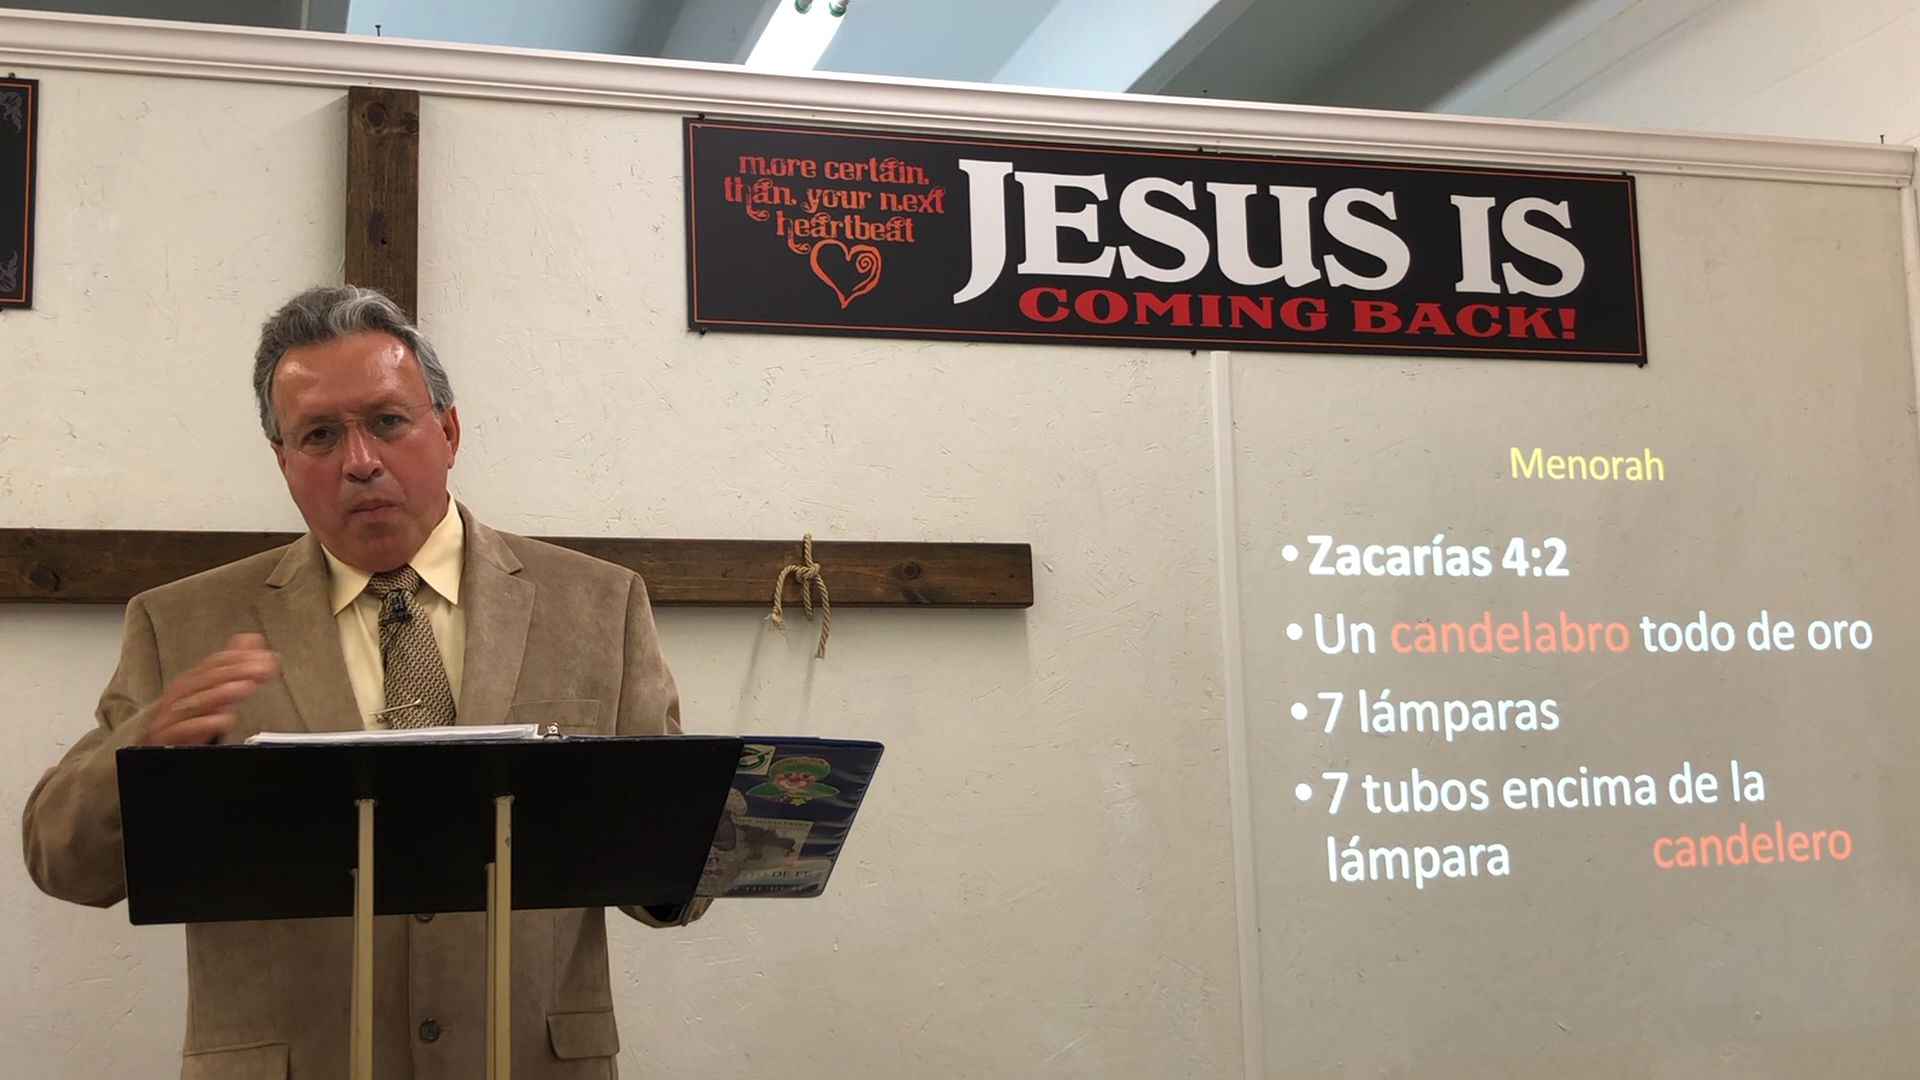 more certain
than your next
heartbeat
JESUS IS
COMING BACK!
Menorah
• Zacarías 4:2
• Un candelabro todo de oro
• 7 lámparas
• 7 tubos encima de la
lámpara candelero